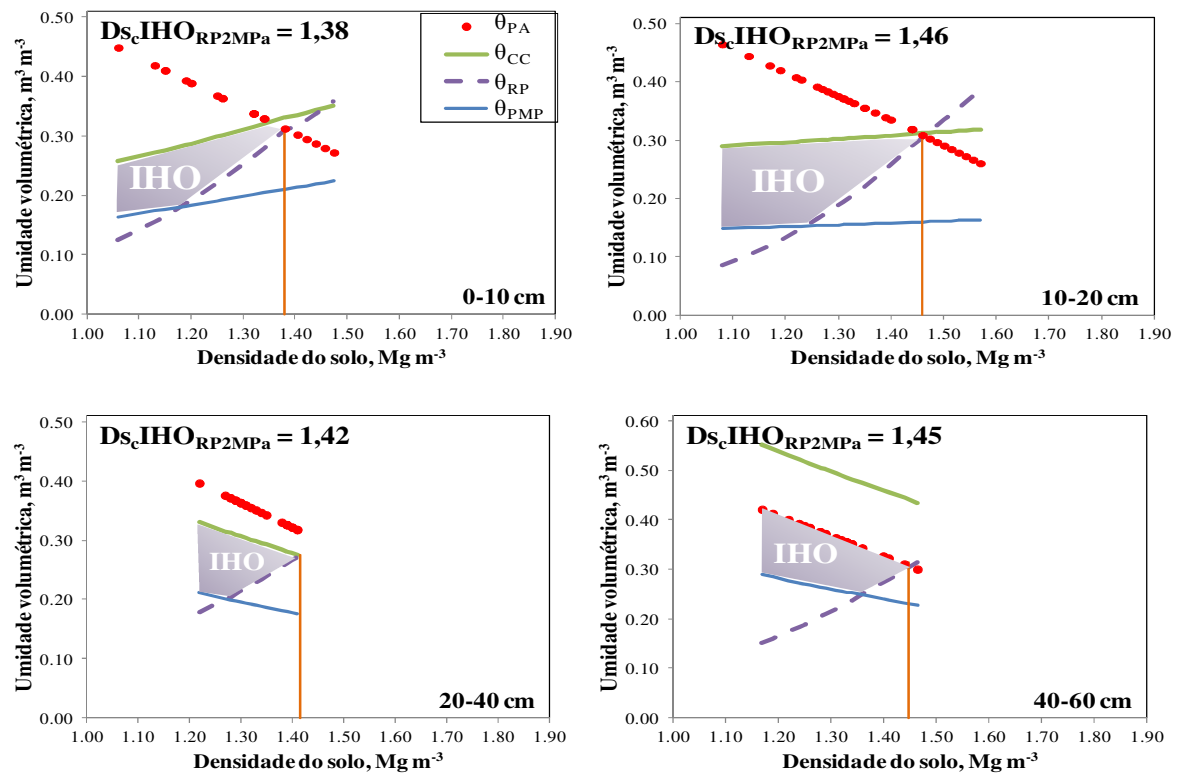 Ds_cIHO_RP2MPa = 1,38
θ_PA
θ_CC
θ_RP
θ_PMP
IHO
0-10 cm
0.50
0.40
0.30
0.20
0.10
0.00
1.00 1.10 1.20 1.30 1.40 1.50 1.60 1.70 1.80 1.90
Umidade volumétrica, m³ m⁻³
Densidade do solo, Mg m⁻³
Ds_cIHO_RP2MPa = 1,46
IHO
10-20 cm
0.50
0.40
0.30
0.20
0.10
0.00
1.00 1.10 1.20 1.30 1.40 1.50 1.60 1.70 1.80 1.90
Umidade volumétrica, m³ m⁻³
Densidade do solo, Mg m⁻³
Ds_cIHO_RP2MPa = 1,42
IHO
20-40 cm
0.50
0.40
0.30
0.20
0.10
0.00
1.00 1.10 1.20 1.30 1.40 1.50 1.60 1.70 1.80 1.90
Umidade volumétrica, m³ m⁻³
Densidade do solo, Mg m⁻³
Ds_cIHO_RP2MPa = 1,45
IHO
40-60 cm
0.60
0.50
0.40
0.30
0.20
0.10
0.00
1.00 1.10 1.20 1.30 1.40 1.50 1.60 1.70 1.80 1.90
Umidade volumétrica, m³ m⁻³
Densidade do solo, Mg m⁻³